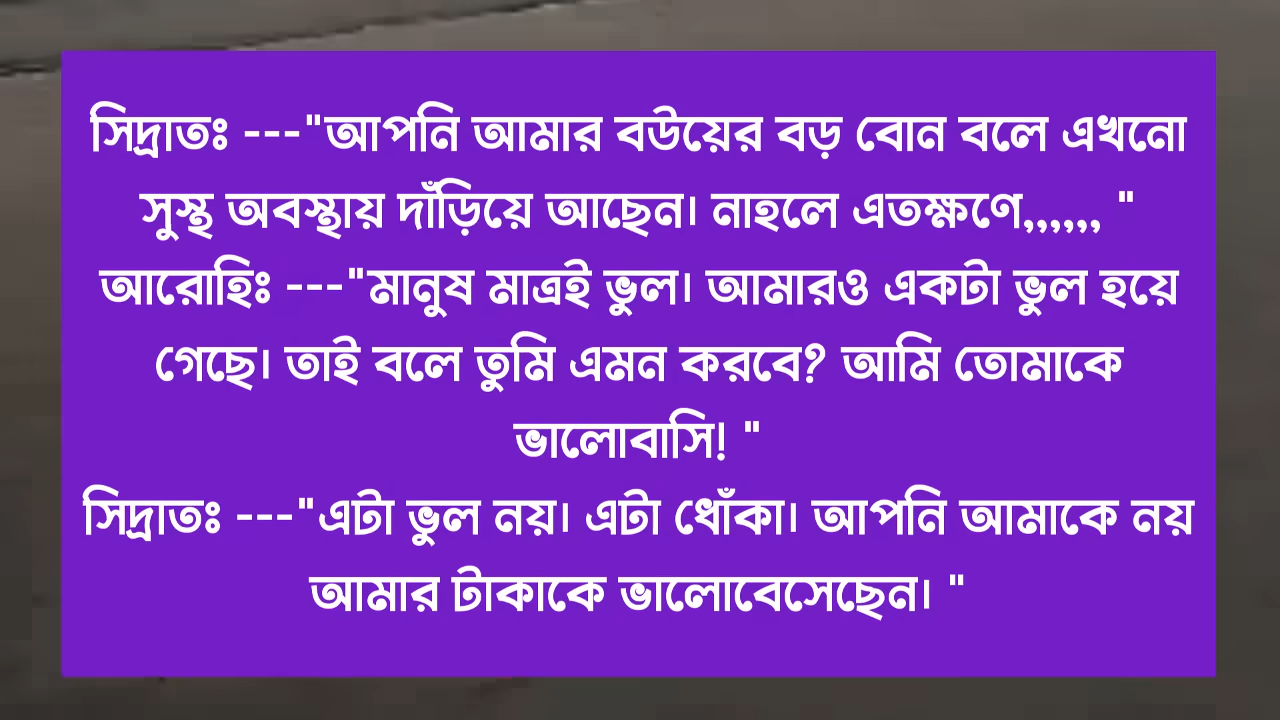 সিদ্রাতঃ ---"আপনি আমার বউয়ের বড় বোন বলে এখনো
সুস্থ অবস্থায় দাঁড়িয়ে আছেন। নাহলে এতক্ষণে,,,,,, "
আরোহিঃ ---"মানুষ মাত্রই ভুল। আমারও একটা ভুল হয়ে
গেছে। তাই বলে তুমি এমন করবে? আমি তোমাকে
ভালোবাসি! "
সিদ্রাতঃ ---"এটা ভুল নয়। এটা ধোঁকা। আপনি আমাকে নয়
আমার টাকাকে ভালোবেসেছেন। "